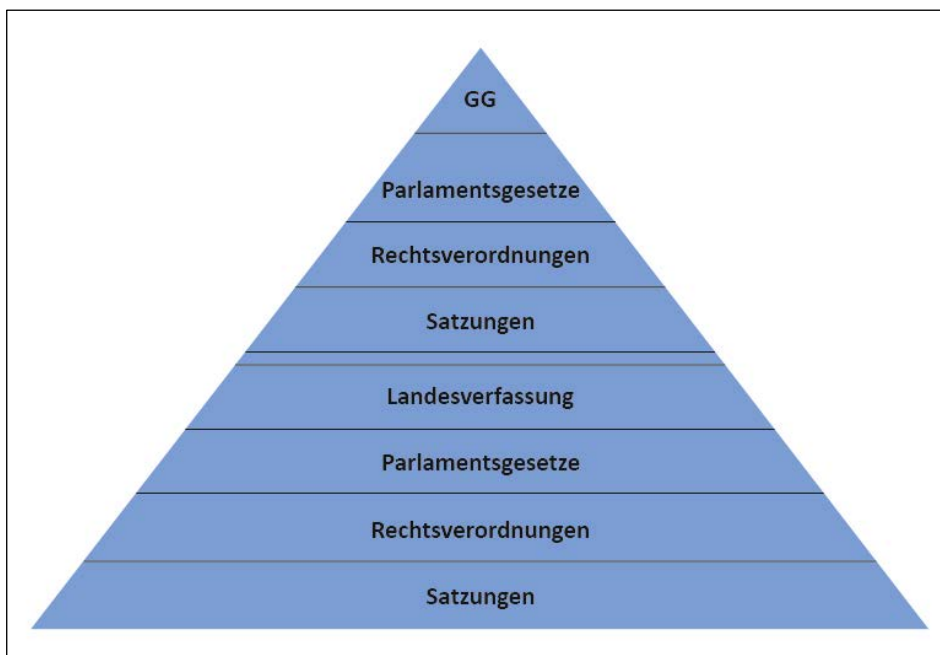 GG
Parlamentsgesetze
Rechtsverordnungen
Satzungen
Landesverfassung
Parlamentsgesetze
Rechtsverordnungen
Satzungen